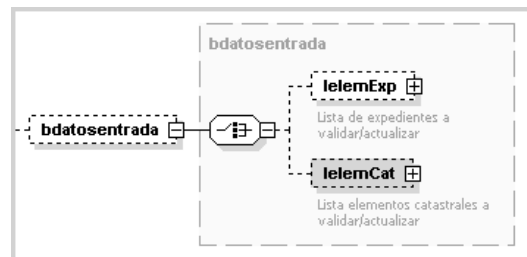 bdatosentrada
lelemExp
Lista de expedientes a
validar/actualizar
bdatosentrada
lelemCat
Lista elementos catastrales a
validar/actualizar